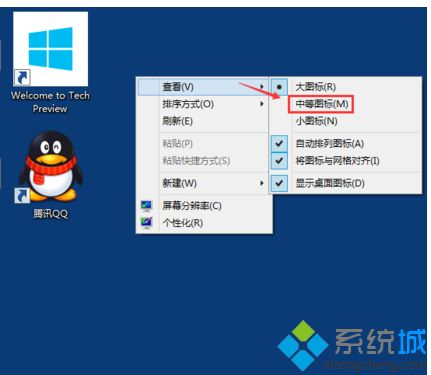 Welcome to Tech
Preview
腾讯QQ
查看(V)
排序方式(O)
刷新(E)
粘贴(P)
粘贴快捷方式(S)
新建(W)
屏幕分辨率(C)
个性化(R)
大图标(R)
中等图标(M)
小图标(N)
自动排列图标(A)
将图标与网格对齐(I)
显示桌面图标(D)
系统城
xitongcheng.com